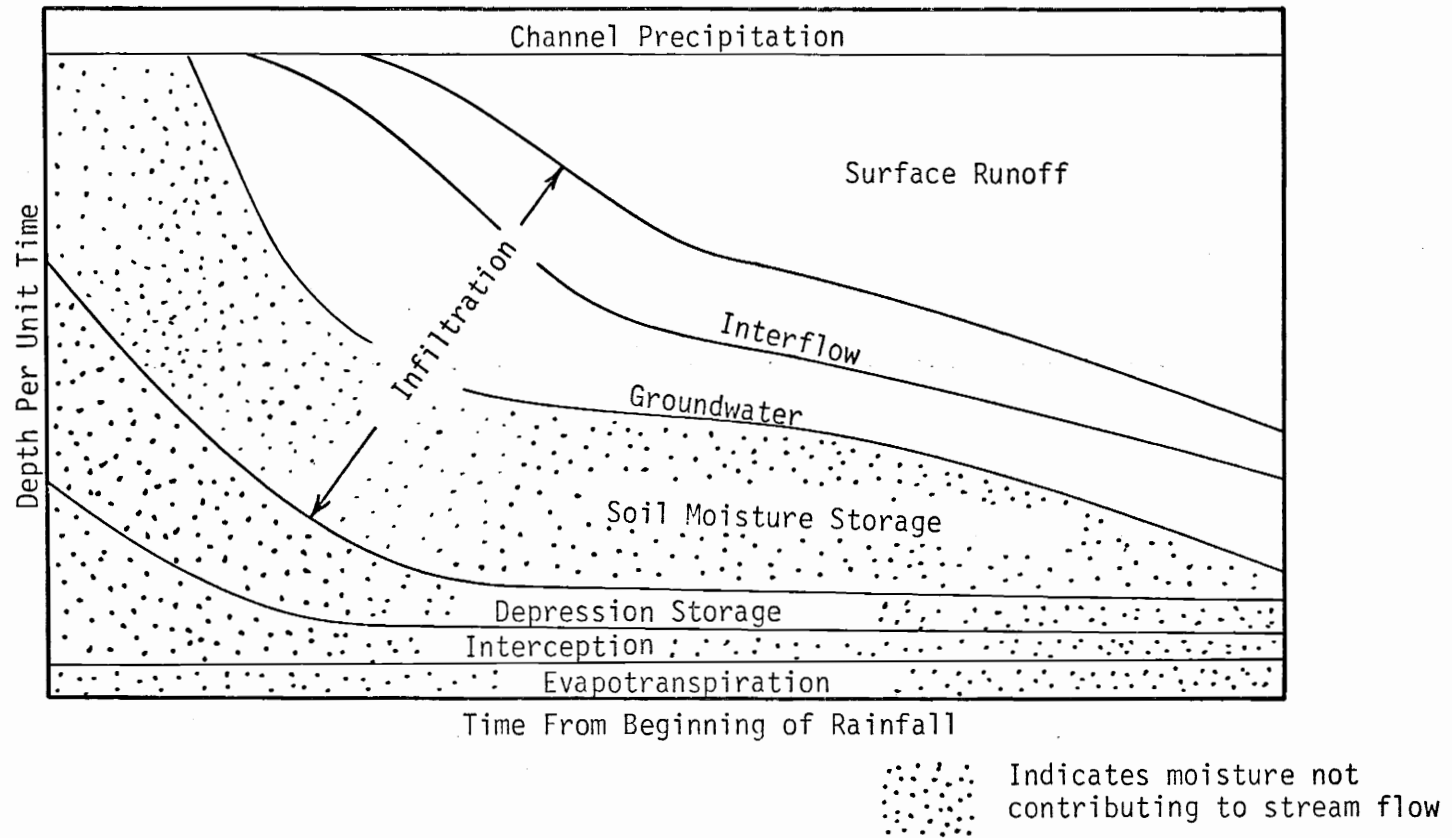 Channel Precipitation
Surface Runoff
Depth Per Unit Time
Infiltration
Interflow
Groundwater
Soil Moisture Storage
Depression Storage
Interception
Evapotranspiration
Time From Beginning of Rainfall
Indicates moisture not
contributing to stream flow